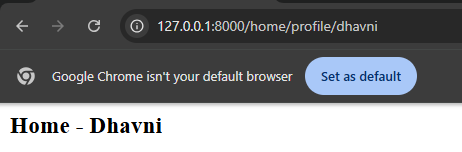 127.0.0.1:8000/home/profile/dhavni
Google Chrome isn't your default browser Set as default
Home - Dhavni